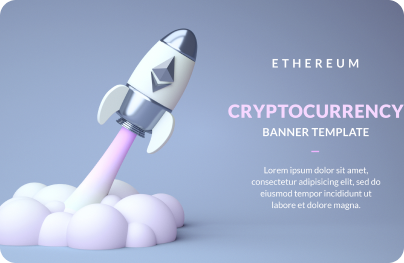 ETHEREUM
CRYPTOCURRENCY
BANNER TEMPLATE
Lorem ipsum dolor sit amet,
consectetur adipisicing elit, sed do
eiusmod tempor incididunt ut
labore et dolore magna.